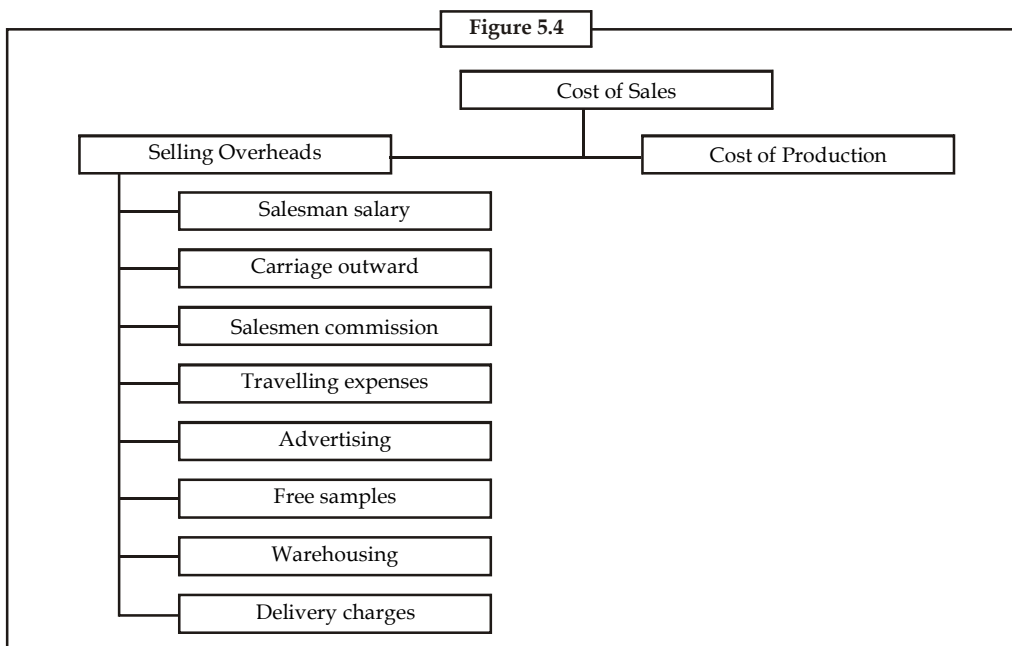 Figure 5.4
Cost of Sales
Selling Overheads
Cost of Production
Salesman salary
Carriage outward
Salesmen commission
Travelling expenses
Advertising
Free samples
Warehousing
Delivery charges